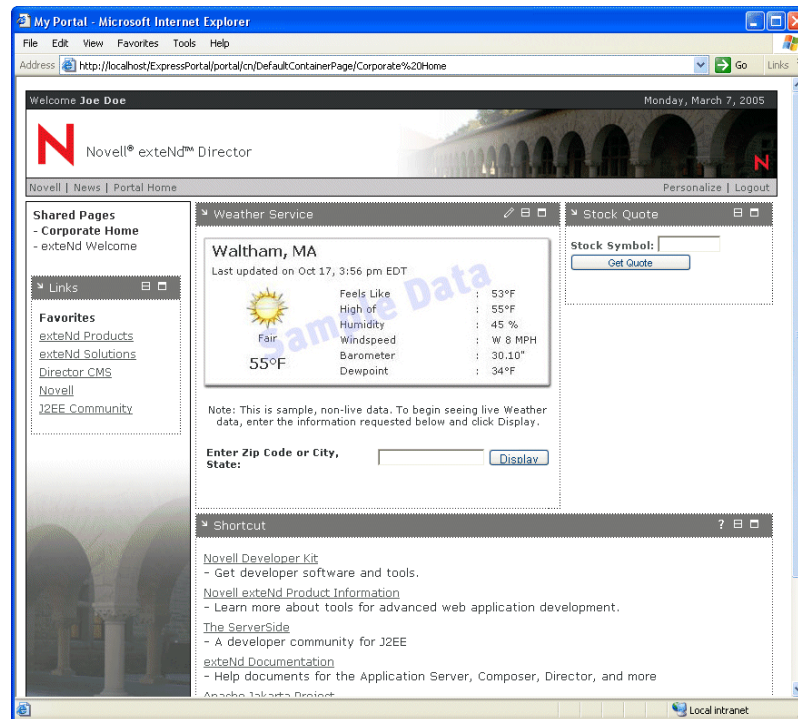 My Portal - Microsoft Internet Explorer
File Edit View Favorites Tools Help
Address http://localhost/ExpressPortal/portal/cn/DefaultContainerPage/Corporate%20Home Go Links
Welcome Joe Doe Monday, March 7, 2005
N Novell® exteNd™ Director
N
Novell | News | Portal Home Personalize | Logout
Shared Pages
- Corporate Home
- exteNd Welcome
Links
Favorites
exteNd Products
exteNd Solutions
Director CMS
Novell
J2EE Community
Weather Service
Waltham, MA
Last updated on Oct 17, 3:56 pm EDT
Sample Data
Fair
55°F
Feels Like : 53°F
High of : 55°F
Humidity : 45 %
Windspeed : W 8 MPH
Barometer : 30.10"
Dewpoint : 34°F
Note: This is sample, non-live data. To begin seeing live Weather
data, enter the information requested below and click Display.
Enter Zip Code or City,
State: Display
Stock Quote
Stock Symbol:
Get Quote
Shortcut ?
Novell Developer Kit
- Get developer software and tools.
Novell exteNd Product Information
- Learn more about tools for advanced web application development.
The ServerSide
- A developer community for J2EE
exteNd Documentation
- Help documents for the Application Server, Composer, Director, and more
Apache Jakarta Project
Local intranet